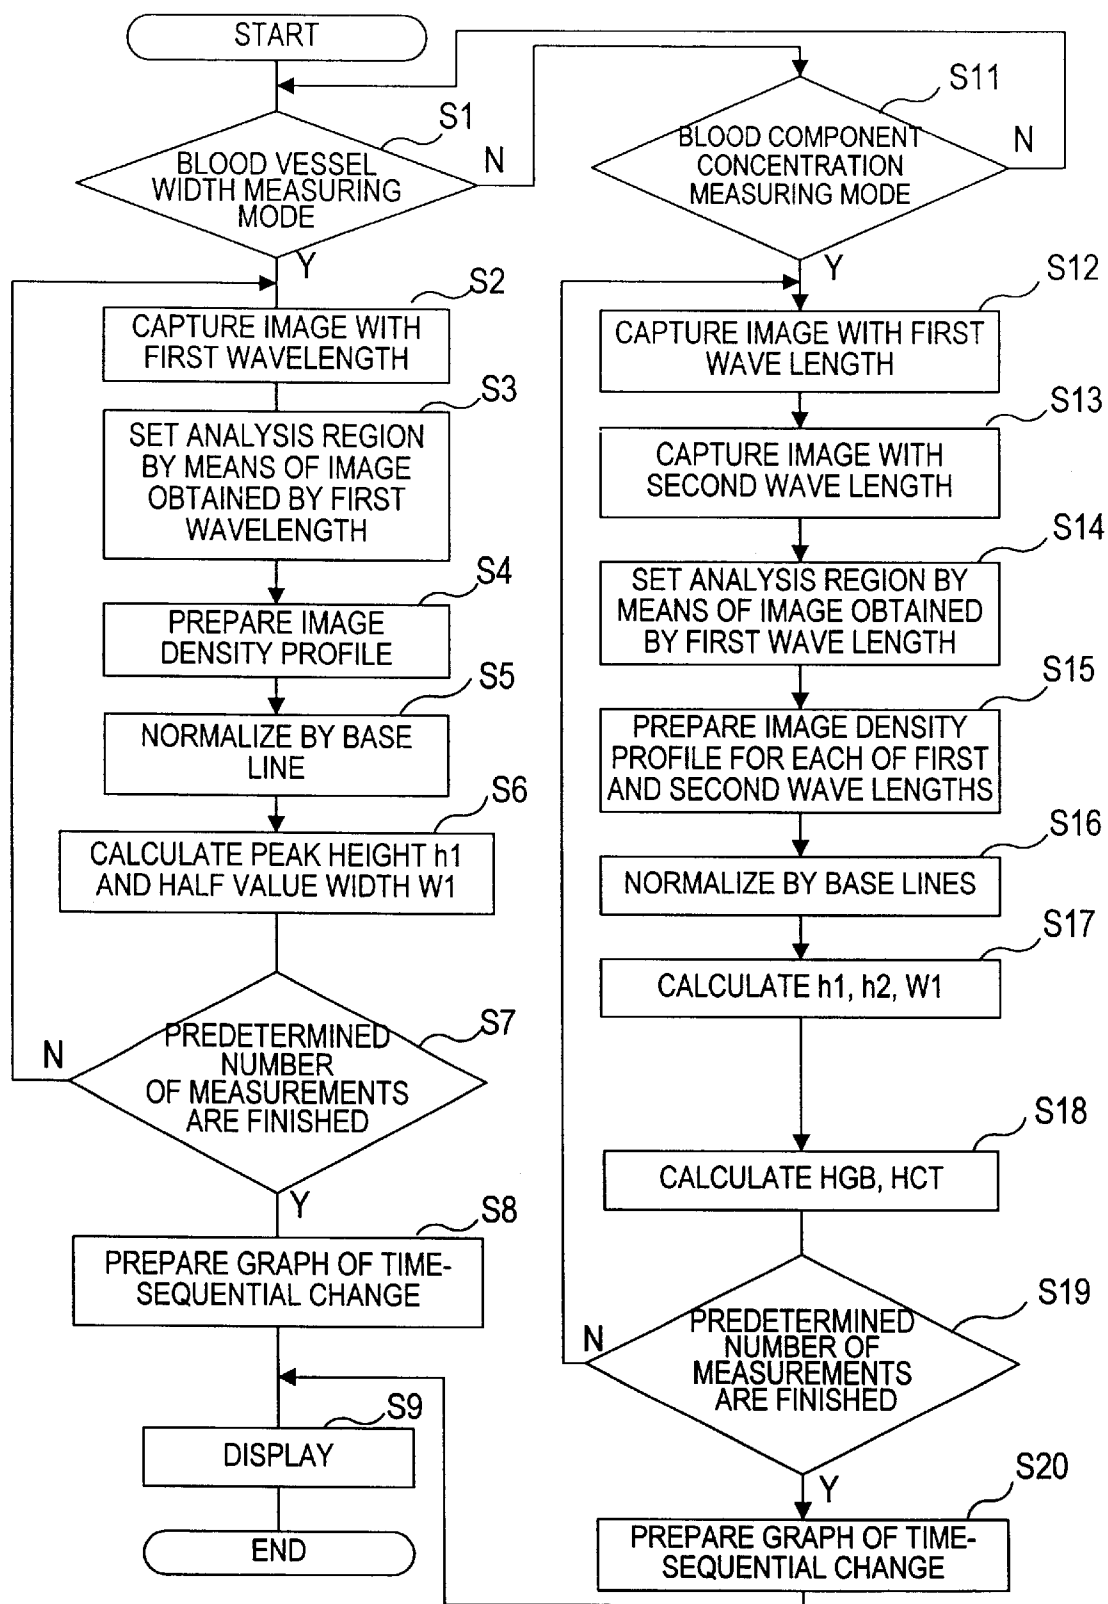 START
S1
BLOOD VESSEL
WIDTH MEASURING
MODE
N
Y
S2
CAPTURE IMAGE WITH
FIRST WAVELENGTH
S3
SET ANALYSIS REGION
BY MEANS OF IMAGE
OBTAINED BY FIRST
WAVELENGTH
S4
PREPARE IMAGE
DENSITY PROFILE
S5
NORMALIZE BY BASE
LINE
S6
CALCULATE PEAK HEIGHT h1
AND HALF VALUE WIDTH W1
S7
PREDETERMINED
NUMBER
OF MEASUREMENTS
ARE FINISHED
N
Y
S8
PREPARE GRAPH OF TIME-
SEQUENTIAL CHANGE
S9
DISPLAY
END
S11
BLOOD COMPONENT
CONCENTRATION
MEASURING MODE
N
Y
S12
CAPTURE IMAGE WITH FIRST
WAVE LENGTH
S13
CAPTURE IMAGE WITH
SECOND WAVE LENGTH
S14
SET ANALYSIS REGION BY
MEANS OF IMAGE OBTAINED
BY FIRST WAVE LENGTH
S15
PREPARE IMAGE DENSITY
PROFILE FOR EACH OF FIRST
AND SECOND WAVE LENGTHS
S16
NORMALIZE BY BASE LINES
S17
CALCULATE h1, h2, W1
S18
CALCULATE HGB, HCT
S19
PREDETERMINED
NUMBER OF
MEASUREMENTS
ARE FINISHED
N
Y
S20
PREPARE GRAPH OF TIME-
SEQUENTIAL CHANGE